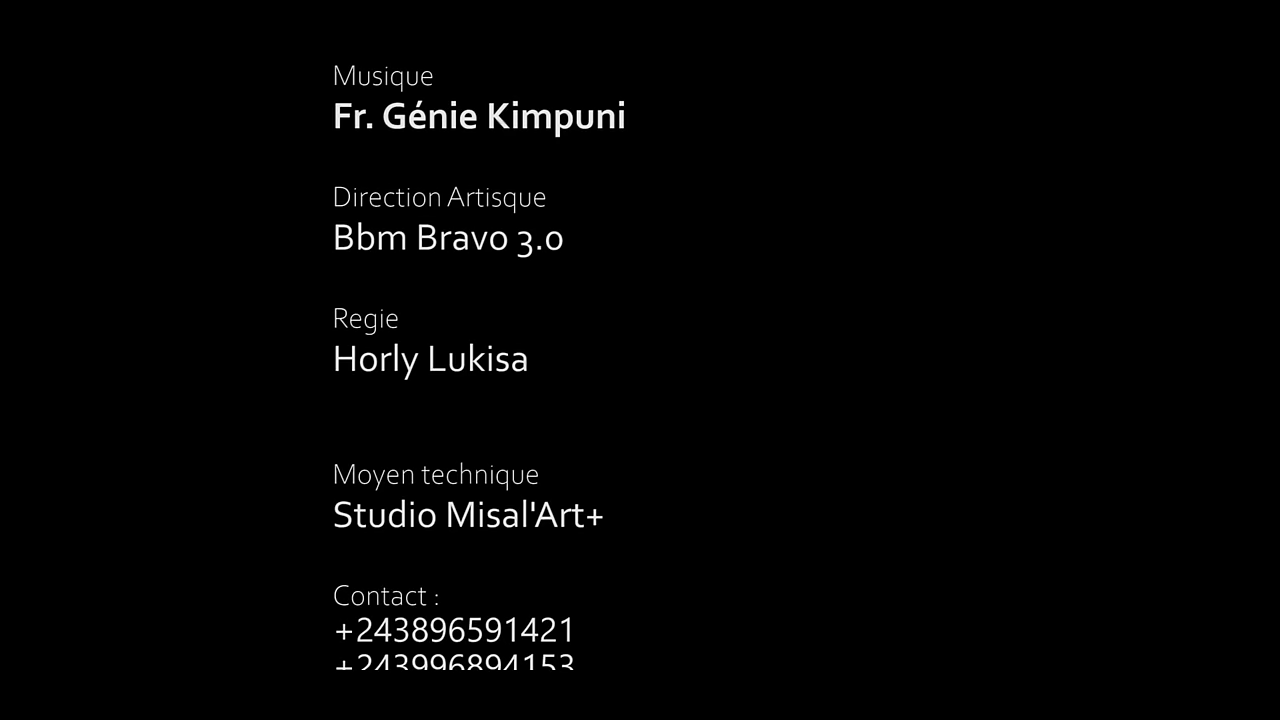 Musique
Fr. Génie Kimpuni
Direction Artisque
Bbm Bravo 3.0
Regie
Horly Lukisa
Moyen technique
Studio Misal'Art+
Contact :
+243896591421
+243996894153